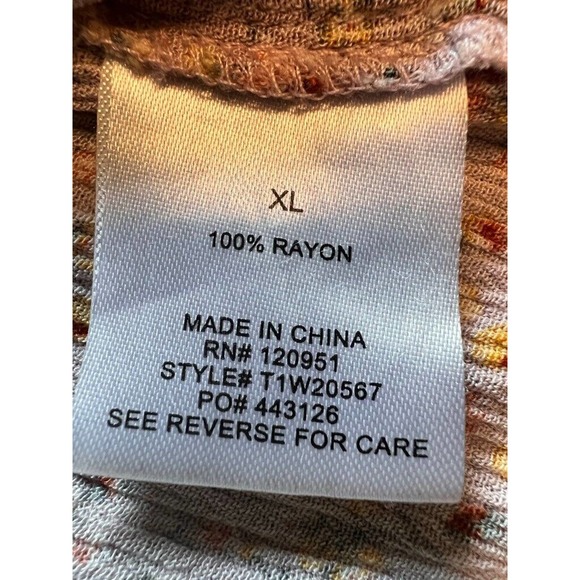 XL
100% RAYON
MADE IN CHINA
RN# 120951
STYLE# T1W20567
PO# 443126
SEE REVERSE FOR CARE